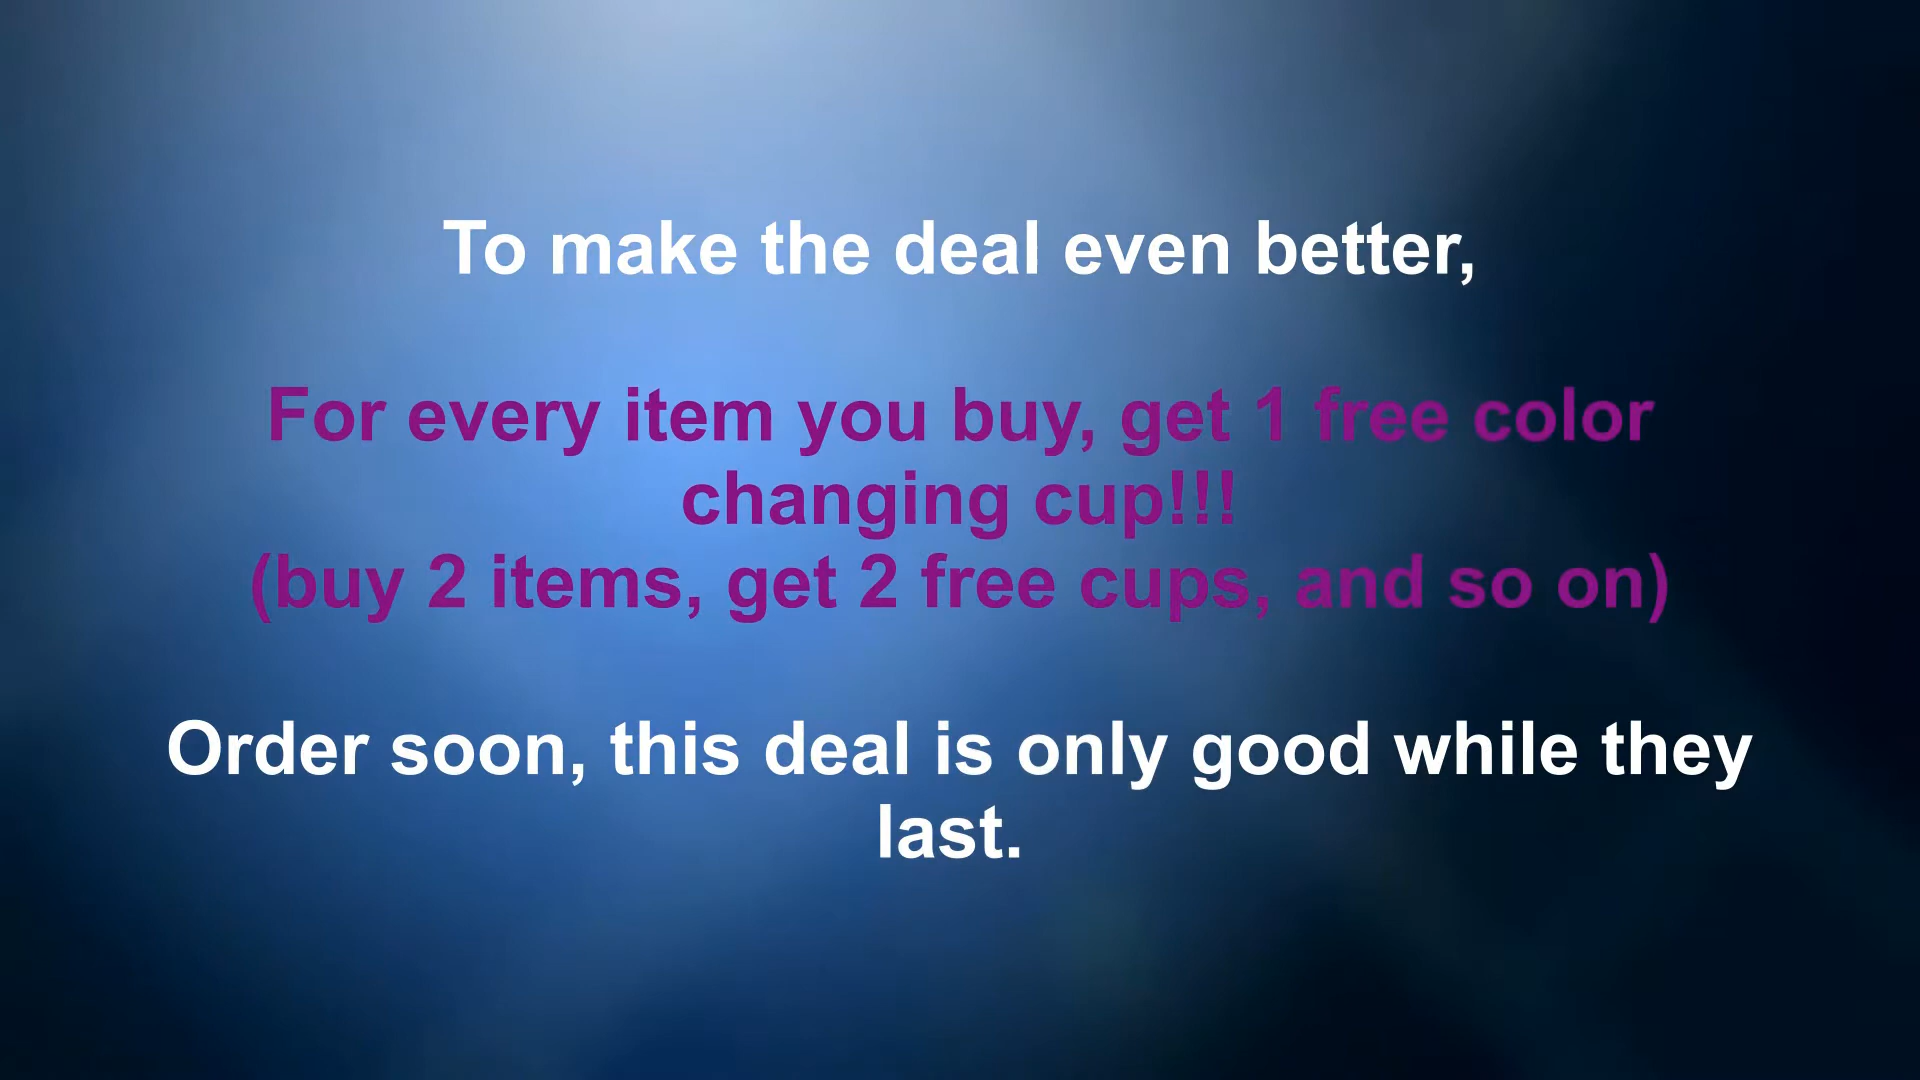 To make the deal even better,
For every item you buy, get 1 free color
changing cup!!!
(buy 2 items, get 2 free cups, and so on)
Order soon, this deal is only good while they
last.